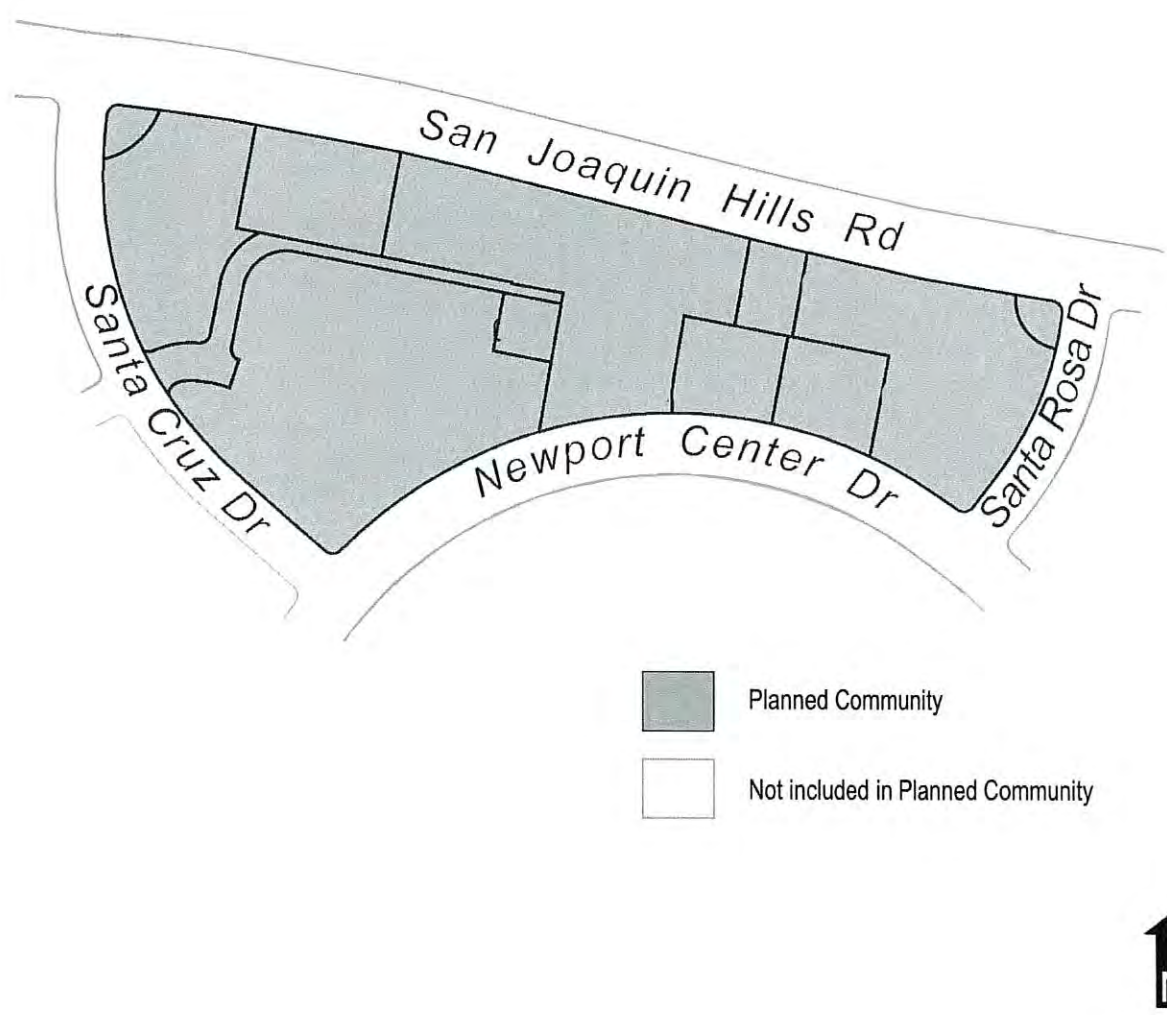 San Joaquin Hills Rd
Santa Cruz Dr
Newport Center Dr
Santa Rosa Dr
Planned Community
Not included in Planned Community